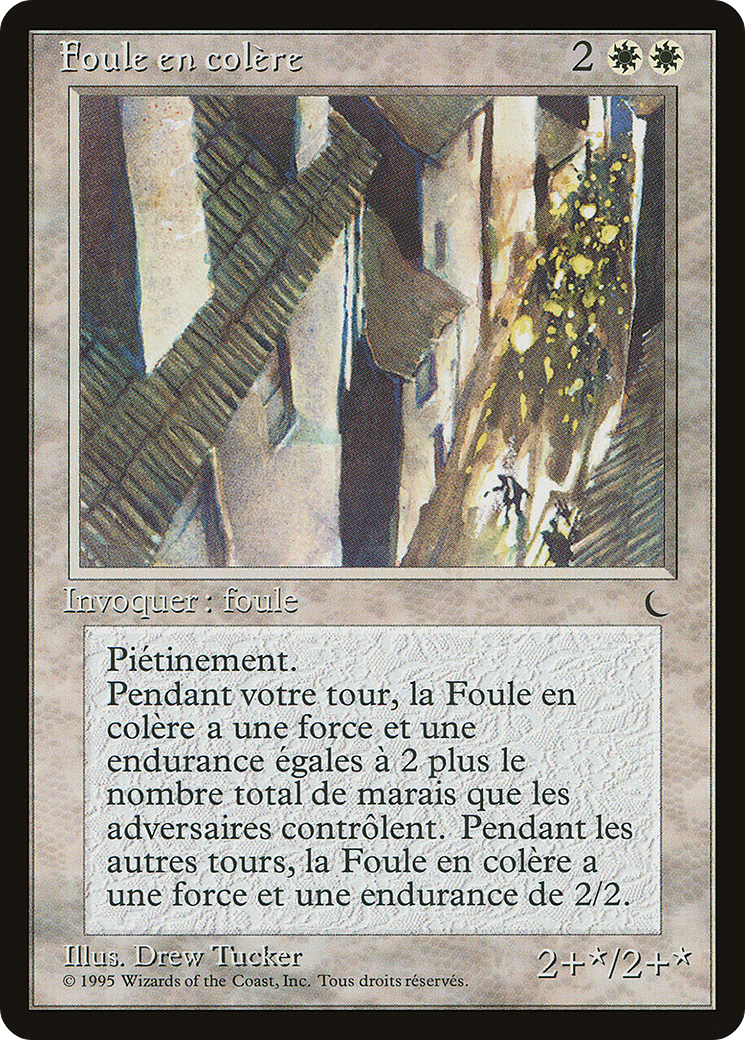 Foule en colère 2
Invoquer : foule
Piétinement.
Pendant votre tour, la Foule en
colère a une force et une
endurance égales à 2 plus le
nombre total de marais que les
adversaires contrôlent. Pendant les
autres tours, la Foule en colère a
une force et une endurance de 2/2.
Illus. Drew Tucker
2+★/2+★
© 1995 Wizards of the Coast, Inc. Tous droits réservés.